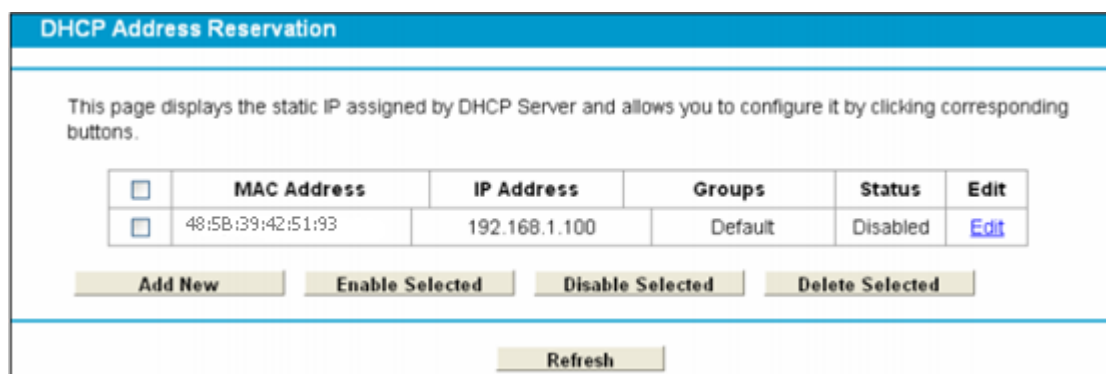 DHCP Address Reservation
This page displays the static IP assigned by DHCP Server and allows you to configure it by clicking corresponding
buttons.
MAC Address IP Address Groups Status Edit
48:5B:39:42:51:93 192.168.1.100 Default Disabled Edit
Add New Enable Selected Disable Selected Delete Selected
Refresh